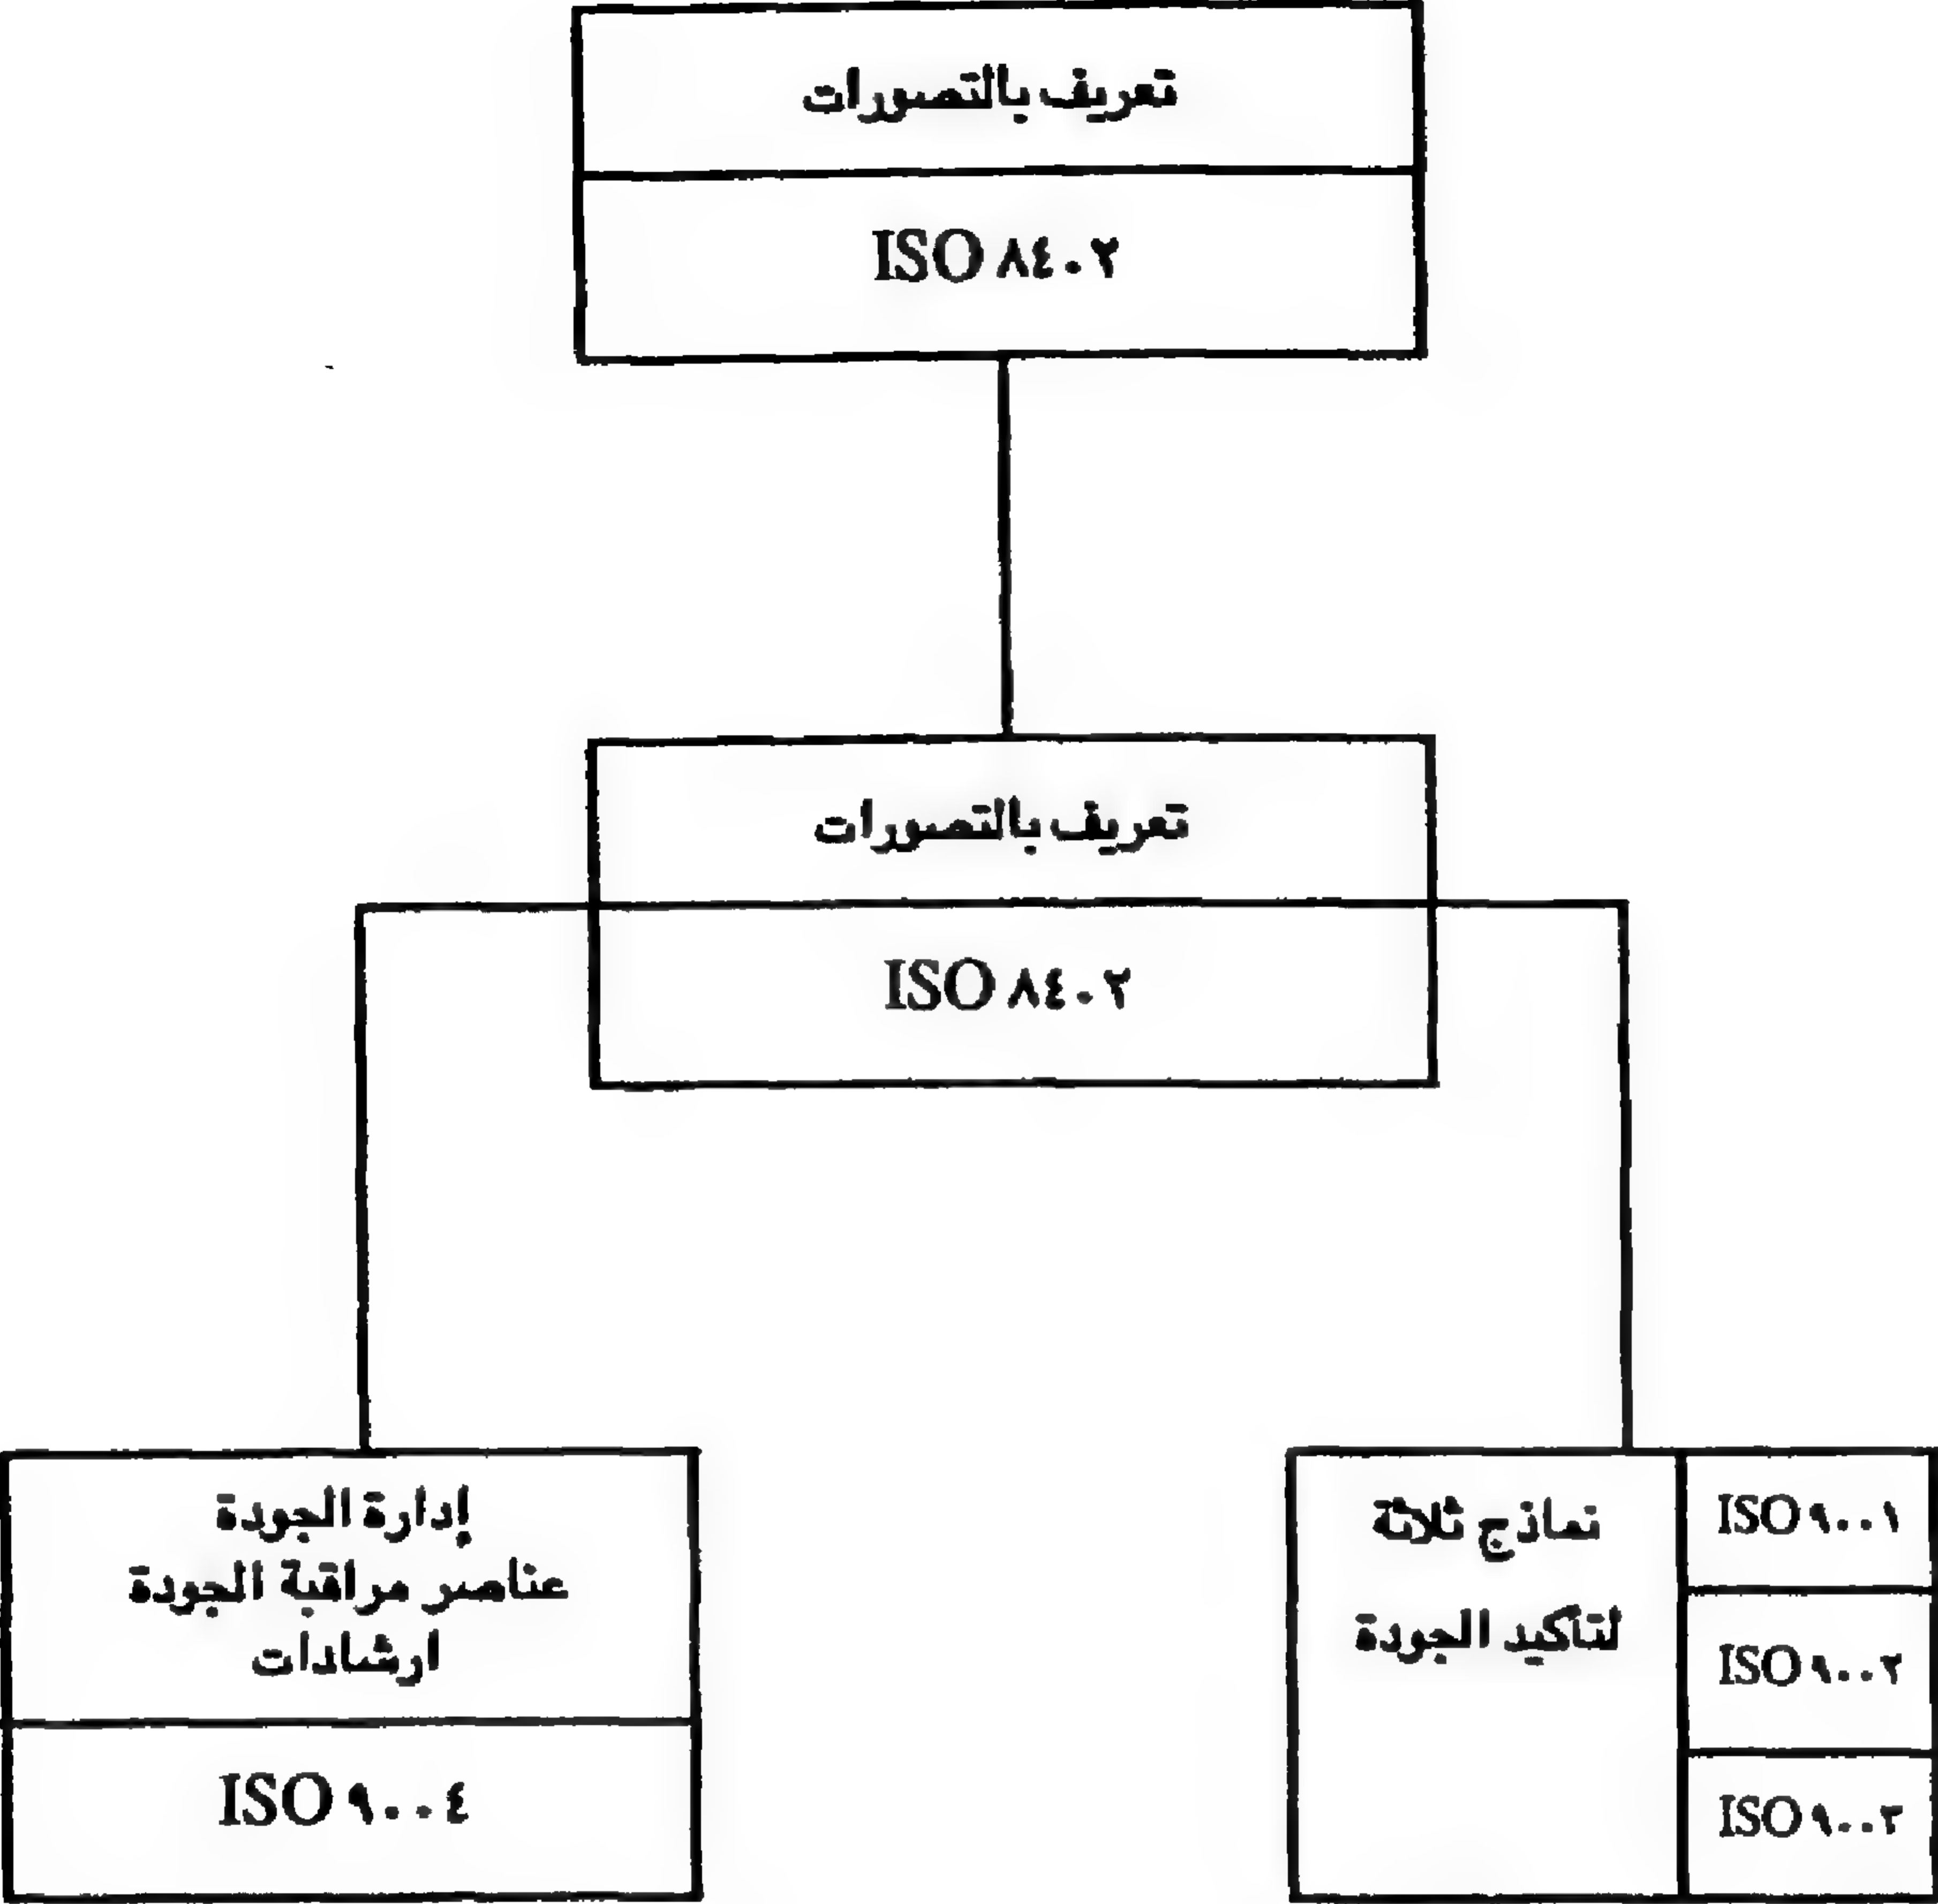 تعريف بالتصورات
ISO ٨٤٠٢
تعريف بالتصورات
ISO ٨٤٠٢
نماذج ثلاثة
لتأكيد الجودة
ISO ٩٠٠١
ISO ٩٠٠٢
ISO ٩٠٠٣
إدارة الجودة
عناصر مراقبة الجودة
ارشادات
ISO ٩٠٠٤